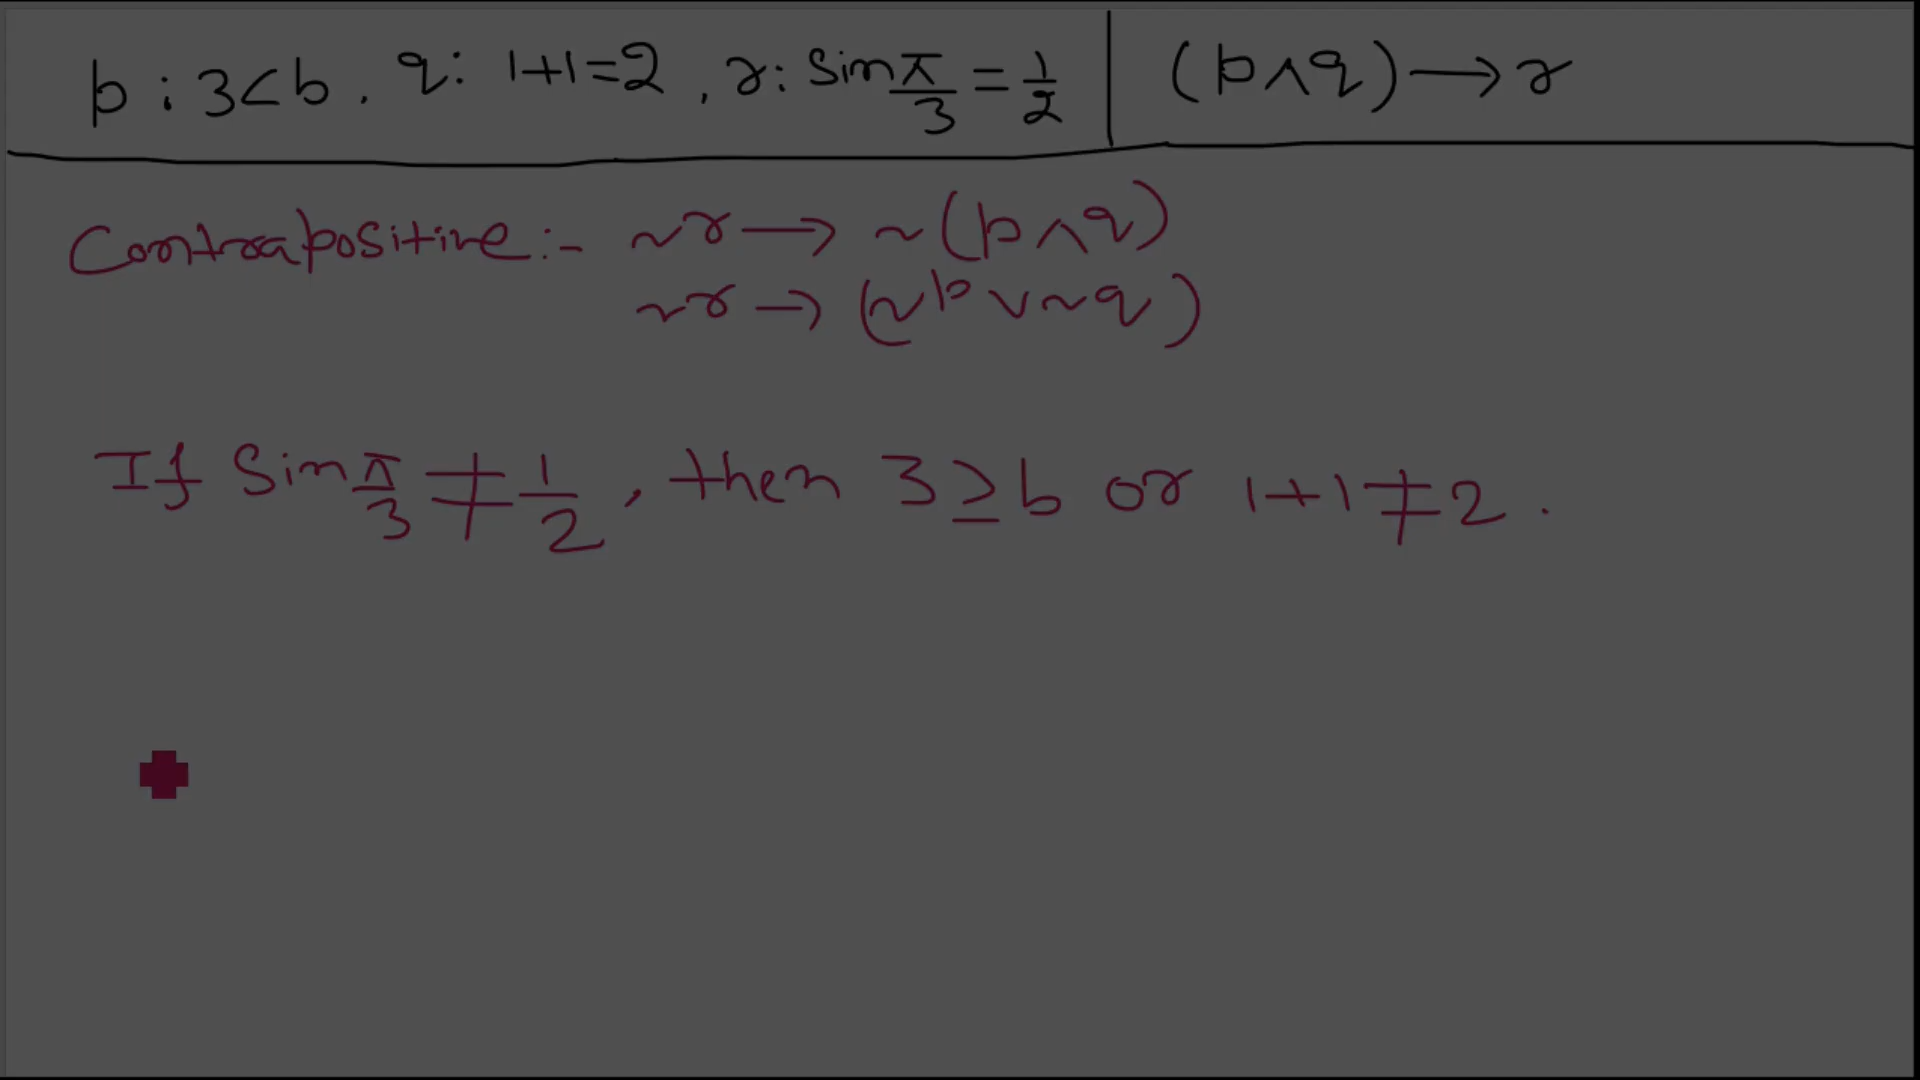 p : 3 < b . q : 1+1=2 , r : Sin π/3 = 1/2 | (p ∧ q) → r
Contrapositive :- ~r → ~(p ∧ q)
~r → (~p ∨ ~q)
If Sin π/3 ≠ 1/2 , then 3 ≥ b or 1+1 ≠ 2 .